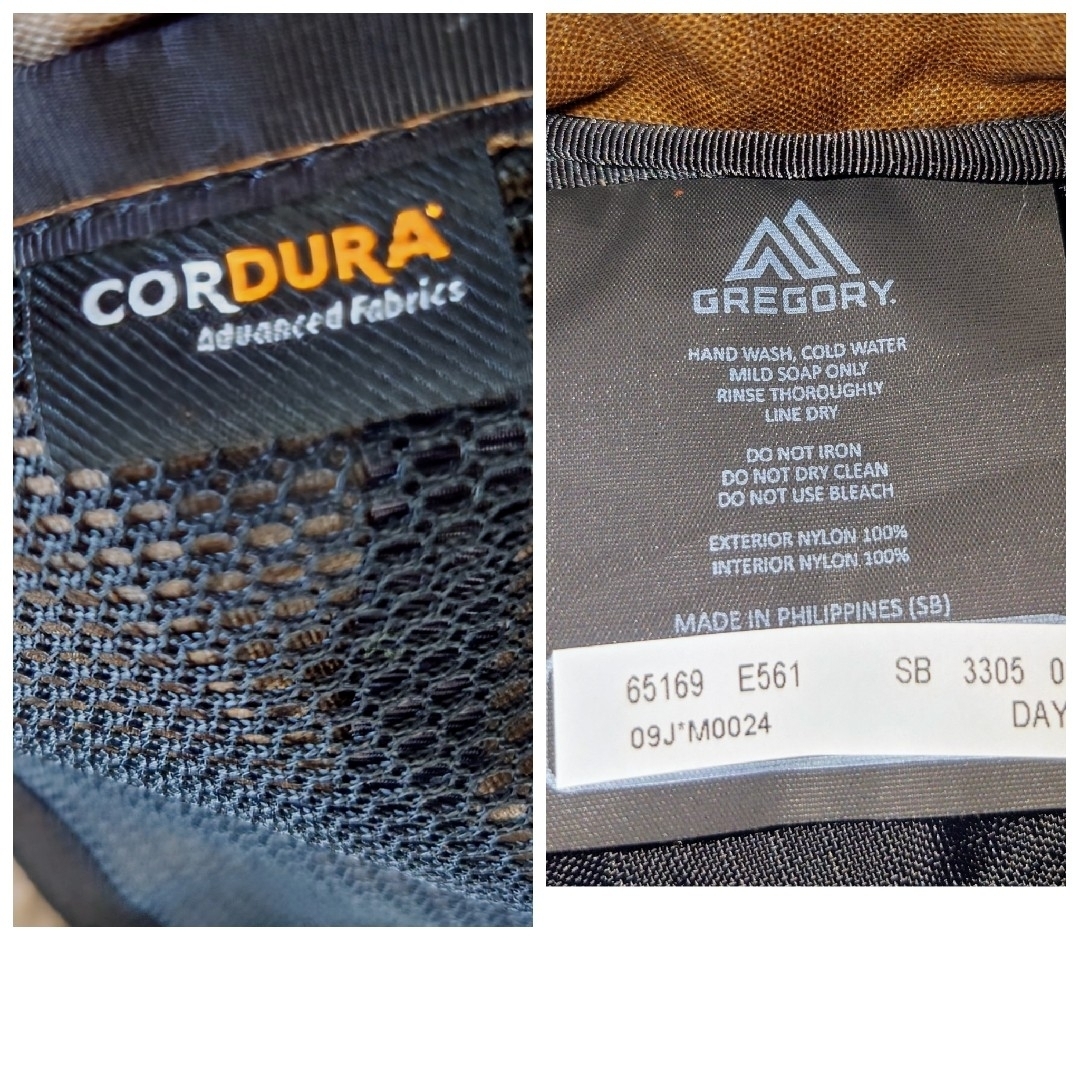 CORDURA
Advanced Fabrics
GREGORY.
HAND WASH, COLD WATER
MILD SOAP ONLY
RINSE THOROUGHLY
LINE DRY
DO NOT IRON
DO NOT DRY CLEAN
DO NOT USE BLEACH
EXTERIOR NYLON 100%
INTERIOR NYLON 100%
MADE IN PHILIPPINES (SB)
65169 E561 SB 3305 0
09J*M0024 DAY